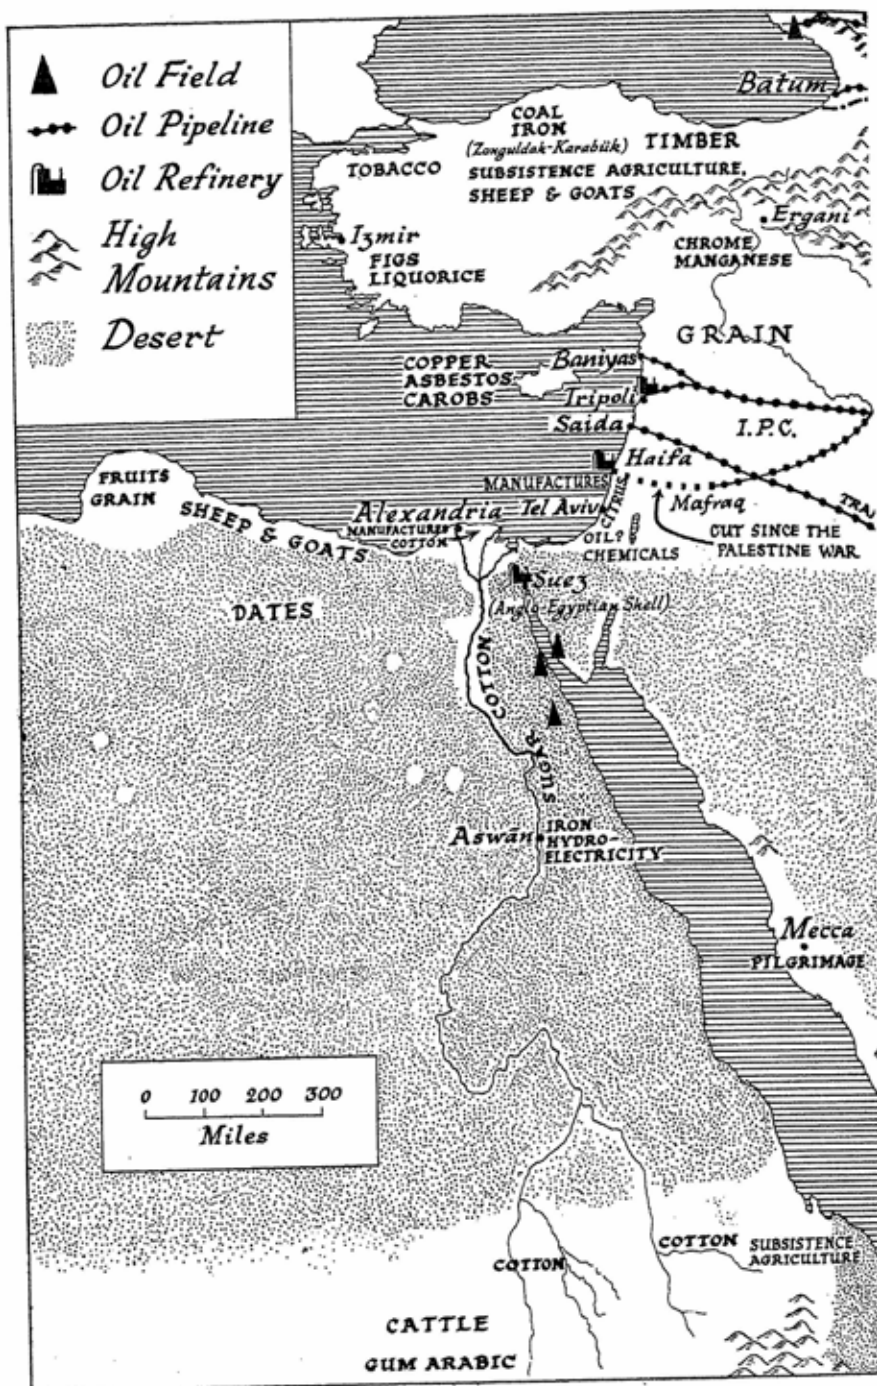 Oil Field
Oil Pipeline
Oil Refinery
High
Mountains
Desert
Batum
COAL
IRON
(Zonguldak-Karabük)
TIMBER
TOBACCO
SUBSISTENCE AGRICULTURE,
SHEEP & GOATS
Ergani
Izmir
FIGS
LIQUORICE
CHROME
MANGANESE
GRAIN
COPPER
ASBESTOS
CAROBS
Baniyas
Tripoli
Saida
I.P.C.
Haifa
MANUFACTURES
Mafraq
TRA
Tel Aviv
CITRUS
CUT SINCE THE
PALESTINE WAR
OIL?
CHEMICALS
FRUITS
GRAIN
SHEEP & GOATS
Alexandria
MANUFACTURES
COTTON
Suez
(Anglo-Egyptian Shell)
DATES
COTTON
SUGAR
Aswān
IRON
HYDRO-
ELECTRICITY
Mecca
PILGRIMAGE
0 100 200 300
Miles
COTTON
SUBSISTENCE
AGRICULTURE
COTTON
CATTLE
GUM ARABIC